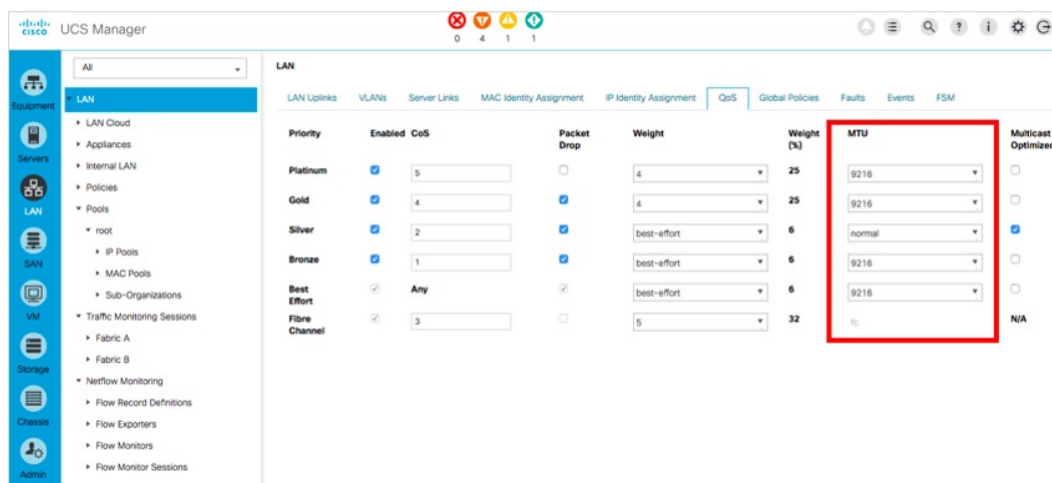 CISCO UCS Manager
0 4 1 1
All
LAN
LAN Uplinks VLANs Server Links MAC Identity Assignment IP Identity Assignment QoS Global Policies Faults Events FSM
Equipment
Servers
LAN
SAN
VM
Storage
Chassis
Admin
LAN
LAN Cloud
Appliances
Internal LAN
Policies
Pools
root
IP Pools
MAC Pools
Sub-Organizations
Traffic Monitoring Sessions
Fabric A
Fabric B
Netflow Monitoring
Flow Record Definitions
Flow Exporters
Flow Monitors
Flow Monitor Sessions
Priority Enabled CoS Packet Drop Weight Weight (%) MTU Multicast Optimized
Platinum 5 4 25 9216
Gold 4 4 25 9216
Silver 2 best-effort 6 normal
Bronze 1 best-effort 6 9216
Best Effort Any best-effort 6 9216
Fibre Channel 3 5 32 fc N/A